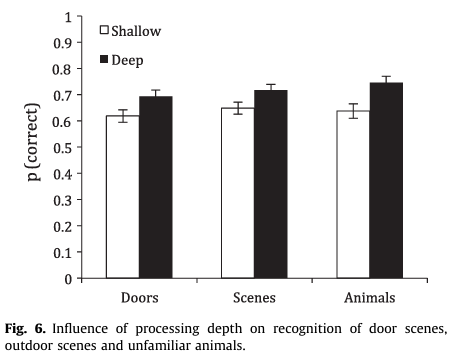 1
0.9
0.8
0.7
0.6
0.5
0.4
0.3
0.2
0.1
0
p (correct)
Shallow
Deep
Doors Scenes Animals
Fig. 6. Influence of processing depth on recognition of door scenes,
outdoor scenes and unfamiliar animals.